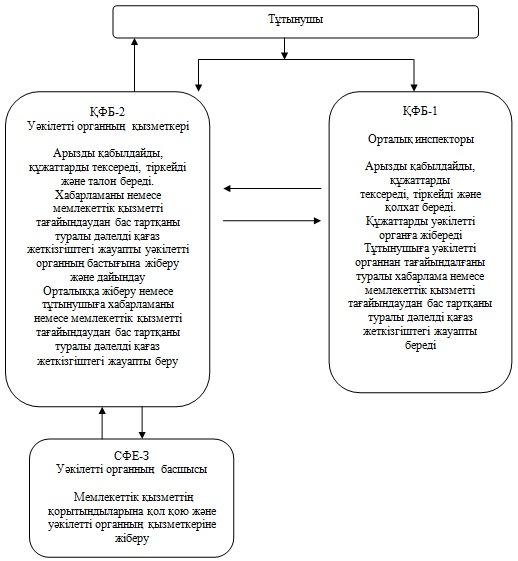 Тұтынушы
ҚФБ-2
Уәкілетті органның қызметкері
Арызды қабылдайды,
құжаттарды тексереді, тіркейді
және талон береді.
Хабарламаны немесе
мемлекеттік қызметті
тағайындаудан бас тартқаны
туралы дәлелді қағаз
жеткізгіштегі жауапты уәкілетті
органның бастығына жіберу
және дайындау
Орталыққа жіберу немесе
тұтынушыға хабарламаны
немесе мемлекеттік қызметті
тағайындаудан бас тартқаны
туралы дәлелді қағаз
жеткізгіштегі жауапты беру
ҚФБ-1
Орталық инспекторы
Арызды қабылдайды,
құжаттарды
тексереді, тіркейді және
қолхат береді.
Құжаттарды уәкілетті
органға жібереді
Тұтынушыға уәкілетті
органнан тағайындалғаны
туралы хабарлама немесе
мемлекеттік қызметті
тағайындаудан бас тартқаны
туралы дәлелді қағаз
жеткізгіштегі жауапты
береді
СФЕ-3
Уәкілетті органның басшысы
Мемлекеттік қызметтің
қорытындыларына қол қою және
уәкілетті органның қызметкеріне
жіберу